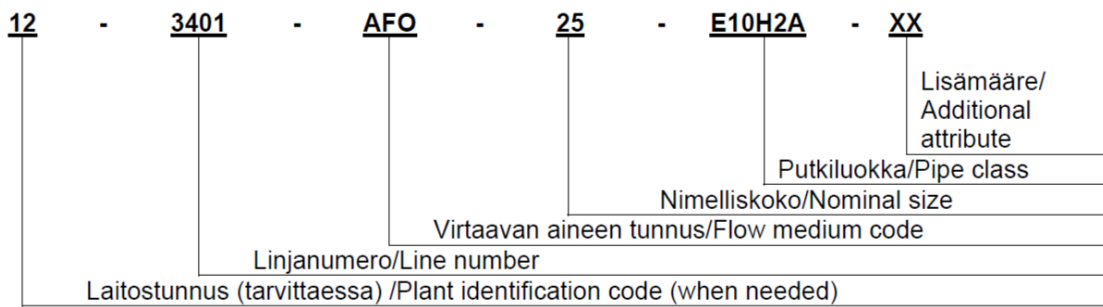 12 - 3401 - AFO - 25 - E10H2A - XX
Lisämääre/
Additional
attribute
Putkiluokka/Pipe class
Nimelliskoko/Nominal size
Virtaavan aineen tunnus/Flow medium code
Linjanumero/Line number
Laitostunnus (tarvittaessa) /Plant identification code (when needed)